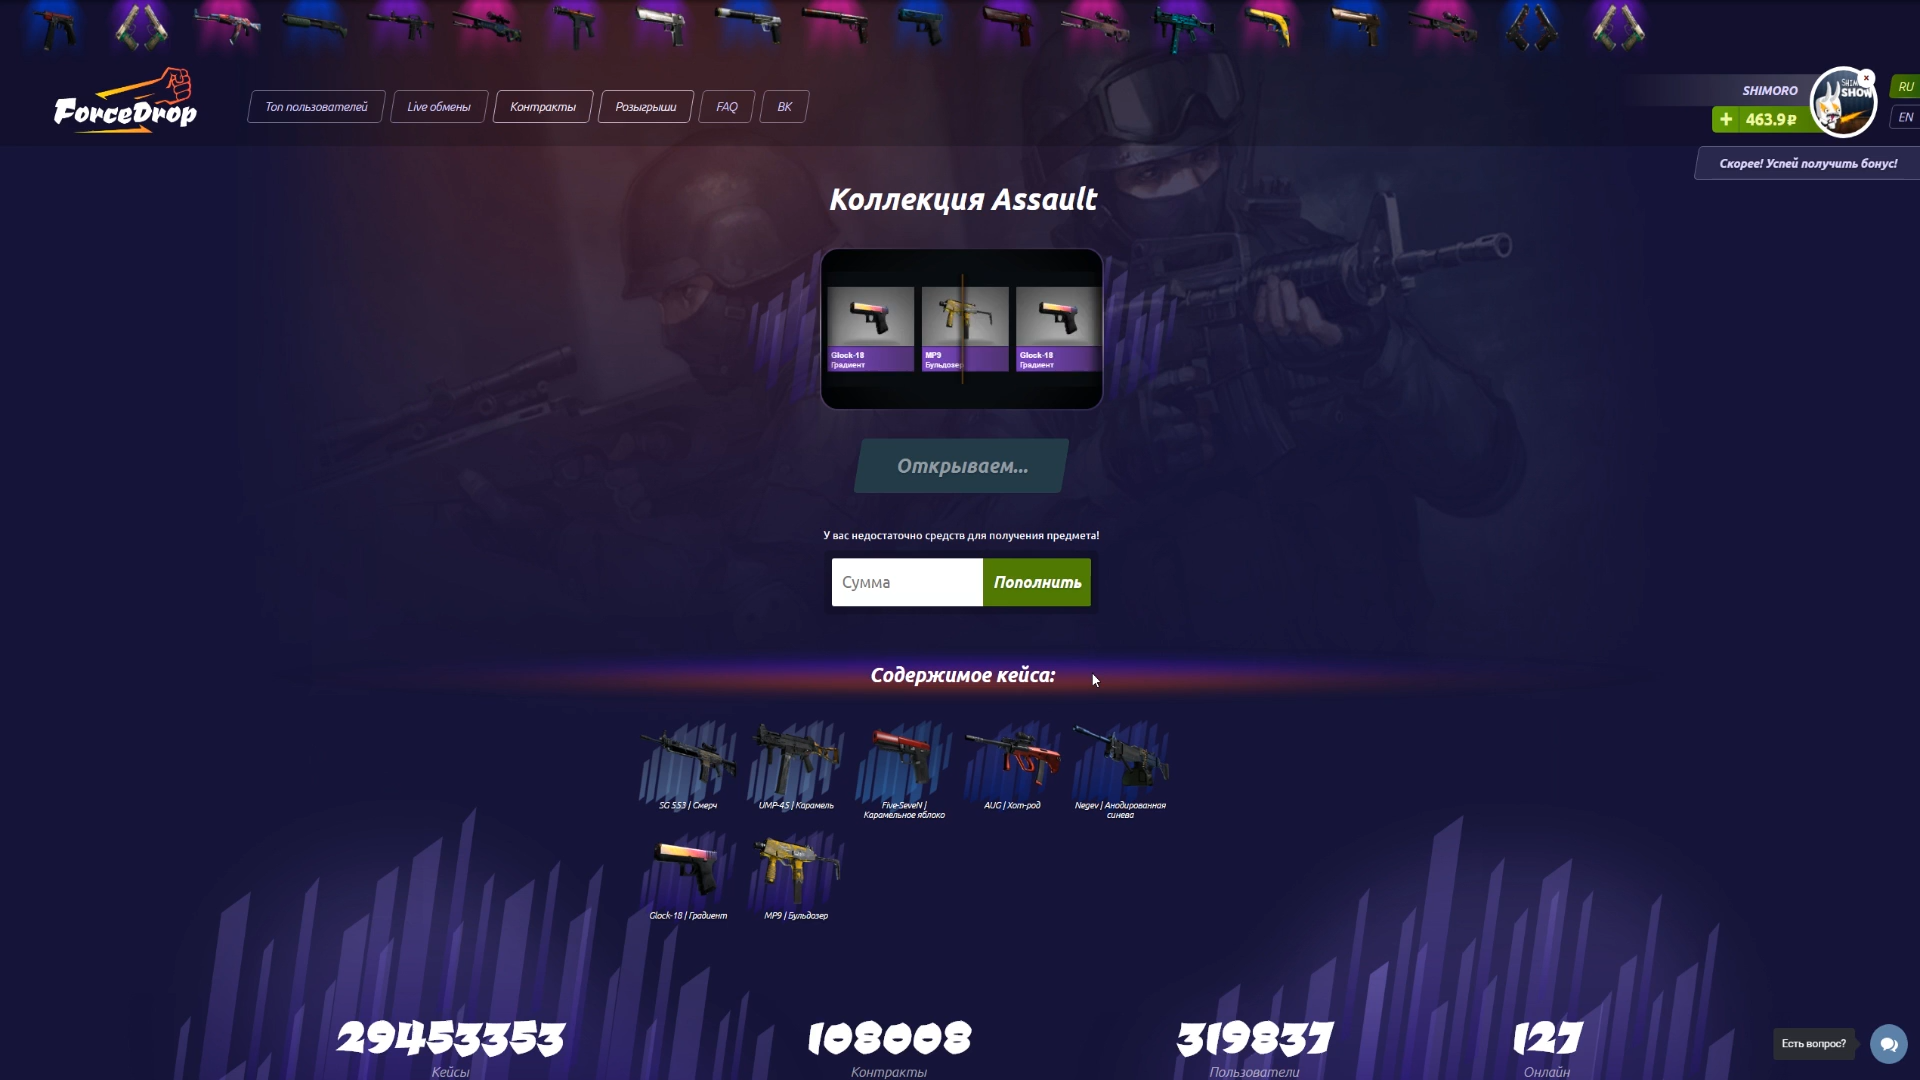 ForceDrop
Топ пользователей
Live обмены
Контракты
Розыгрыши
FAQ
ВК
SHIMORO
463.9₽
SHOW
RU
EN
Скорее! Успей получить бонус!
Коллекция Assault
Glock-18
Градиент
MP9
Бульдозер
Glock-18
Градиент
Открываем...
У вас недостаточно средств для получения предмета!
Сумма
Пополнить
Содержимое кейса:
SG 553 | Смерч
UMP-45 | Карамель
Five-SeveN |
Карамельное яблоко
AUG | Хот-род
Negev | Анодированная
синева
Glock-18 | Градиент
MP9 | Бульдозер
29453353
108008
319837
127
Кейсы
Контракты
Пользователи
Онлайн
Есть вопрос?